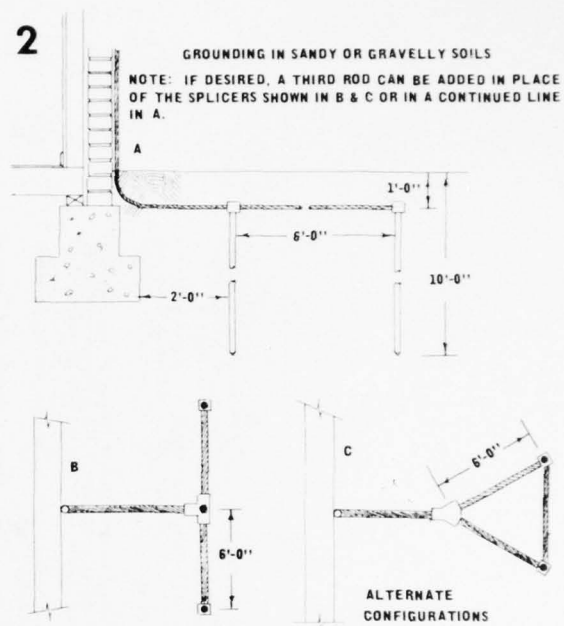 2
GROUNDING IN SANDY OR GRAVELLY SOILS
NOTE: IF DESIRED, A THIRD ROD CAN BE ADDED IN PLACE
OF THE SPLICERS SHOWN IN B & C OR IN A CONTINUED LINE
IN A.
A
1'-0"
6'-0"
10'-0"
2'-0"
B
6'-0"
C
6'-0"
ALTERNATE
CONFIGURATIONS